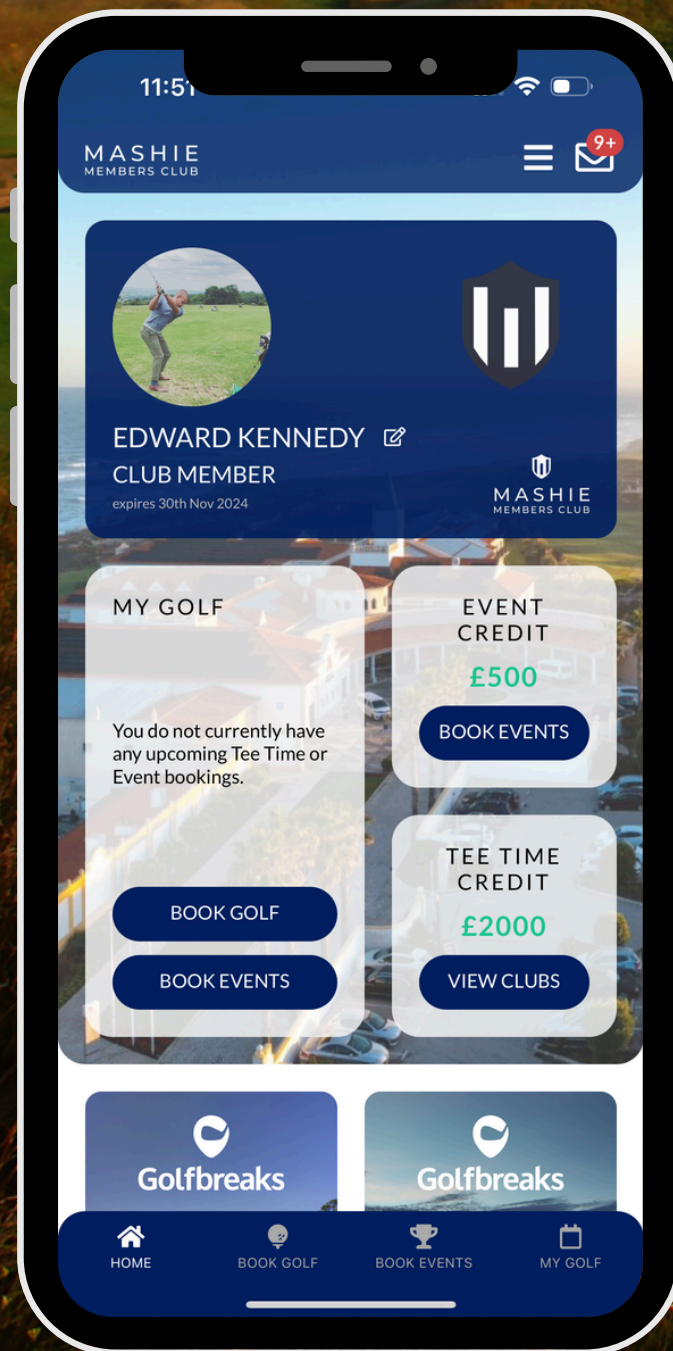 11:51
MASHIE
MEMBERS CLUB
9+
EDWARD KENNEDY
CLUB MEMBER
expires 30th Nov 2024
MASHIE
MEMBERS CLUB
MY GOLF
You do not currently have
any upcoming Tee Time or
Event bookings.
BOOK GOLF
BOOK EVENTS
EVENT
CREDIT
£500
BOOK EVENTS
TEE TIME
CREDIT
£2000
VIEW CLUBS
Golfbreaks
Golfbreaks
HOME
BOOK GOLF
BOOK EVENTS
MY GOLF